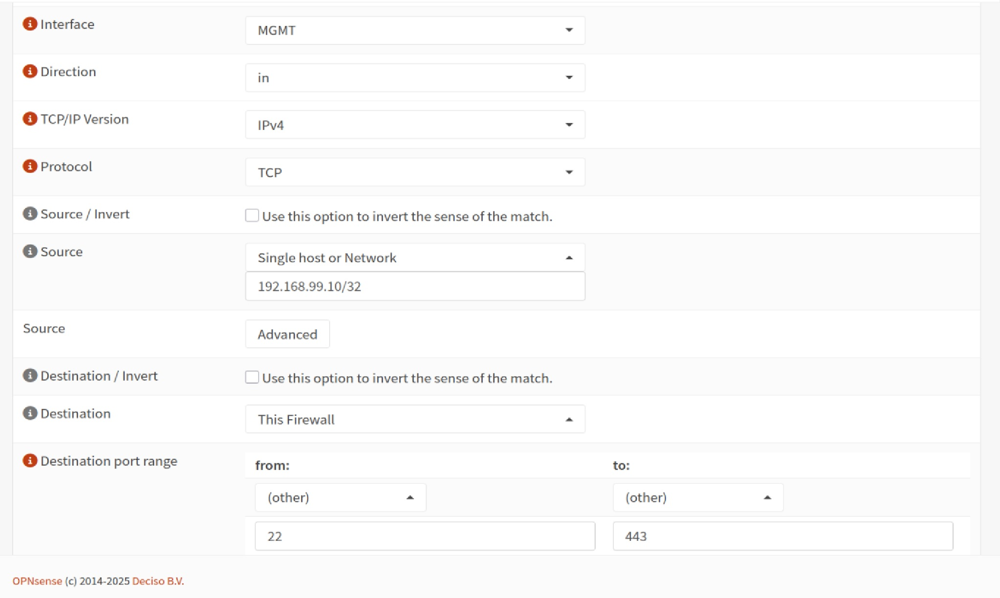 Interface
MGMT
Direction
in
TCP/IP Version
IPv4
Protocol
TCP
Source / Invert
Use this option to invert the sense of the match.
Source
Single host or Network
192.168.99.10/32
Source
Advanced
Destination / Invert
Use this option to invert the sense of the match.
Destination
This Firewall
Destination port range
from: to:
(other) (other)
22 443
OPNsense (c) 2014-2025 Deciso B.V.